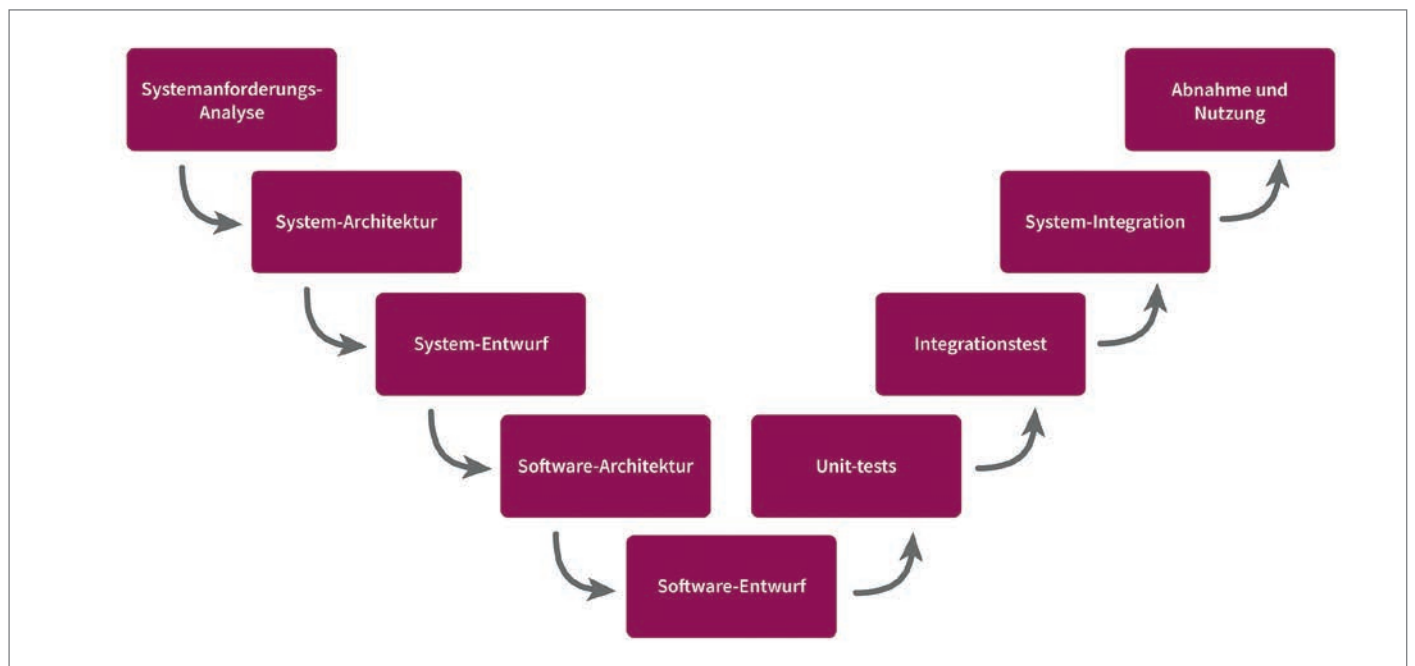 Systemanforderungs-
Analyse
System-Architektur
System-Entwurf
Software-Architektur
Software-Entwurf
Unit-tests
Integrationstest
System-Integration
Abnahme und
Nutzung